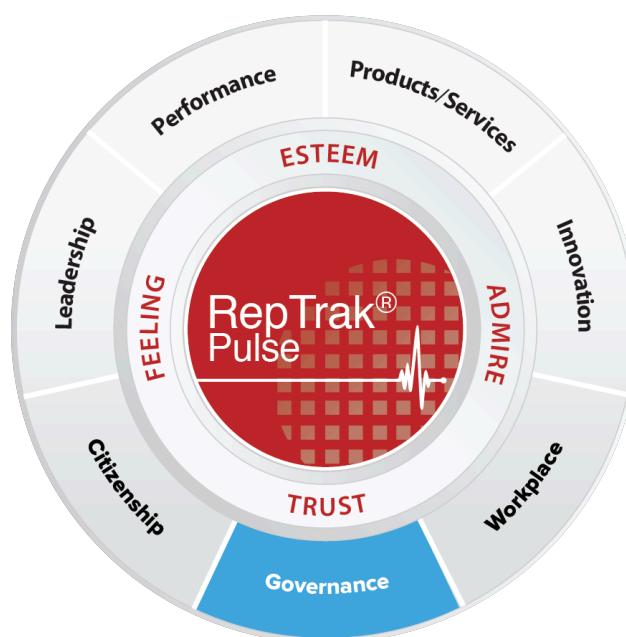 Performance
Products/Services
Innovation
Workplace
Governance
Citizenship
Leadership
ESTEEM
ADMIRE
TRUST
FEELING
RepTrak®
Pulse